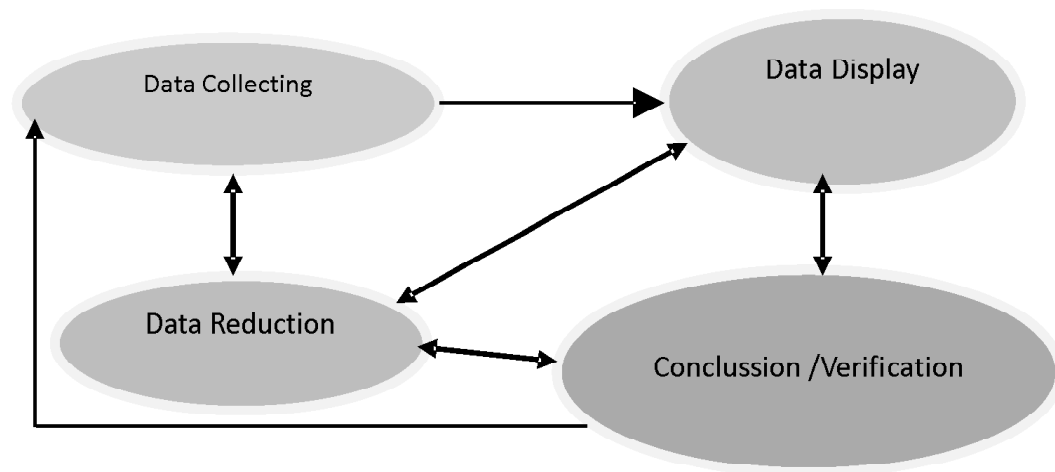 Data Collecting
Data Display
Data Reduction
Conclussion /Verification